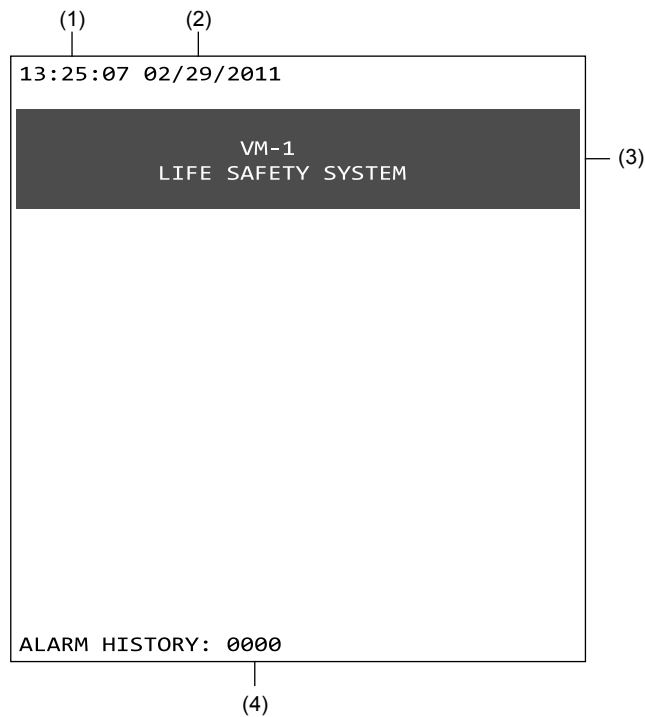 (1) (2)
13:25:07 02/29/2011
VM-1
LIFE SAFETY SYSTEM
(3)
ALARM HISTORY: 0000
(4)